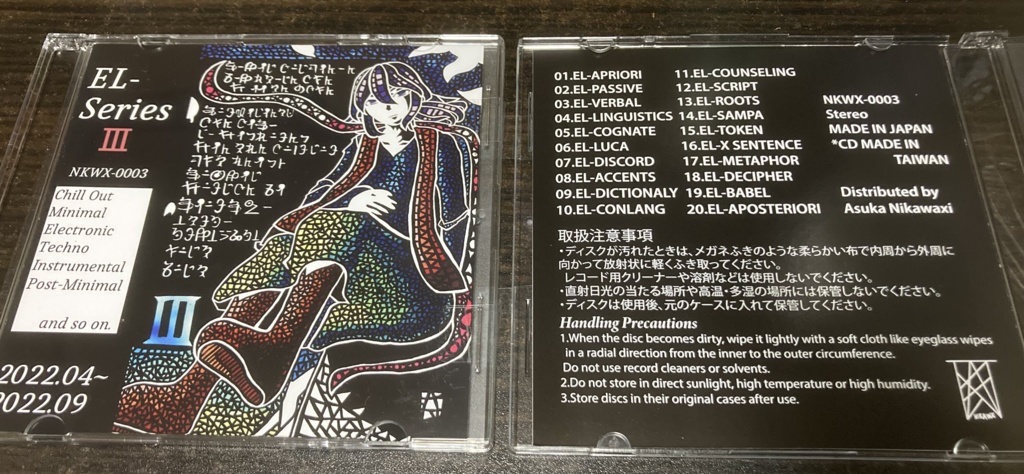 EL-
Series
III
NKWX-0003
Chill Out
Minimal
Electronic
Techno
Instrumental
Post-Minimal
and so on.
III
2022.04~
2022.09
01.EL-APRIORI
02.EL-PASSIVE
03.EL-VERBAL
04.EL-LINGUISTICS
05.EL-COGNATE
06.EL-LUCA
07.EL-DISCORD
08.EL-ACCENTS
09.EL-DICTIONALY
10.EL-CONLANG
11.EL-COUNSELING
12.EL-SCRIPT
13.EL-ROOTS
14.EL-SAMPA
15.EL-TOKEN
16.EL-X SENTENCE
17.EL-METAPHOR
18.EL-DECIPHER
19.EL-BABEL
20.EL-APOSTERIORI
NKWX-0003
Stereo
MADE IN JAPAN
*CD MADE IN
TAIWAN
Distributed by
Asuka Nikawaxi
取扱注意事項
・ディスクが汚れたときは、メガネふきのような柔らかい布で内周から外周に
向かって放射状に軽くふき取ってください。
レコード用クリーナーや溶剤などは使用しないでください。
・直射日光の当たる場所や高温・多湿の場所には保管しないでください。
・ディスクは使用後、元のケースに入れて保管してください。
Handling Precautions
1.When the disc becomes dirty, wipe it lightly with a soft cloth like eyeglass wipes
in a radial direction from the inner to the outer circumference.
Do not use record cleaners or solvents.
2.Do not store in direct sunlight, high temperature or high humidity.
3.Store discs in their original cases after use.